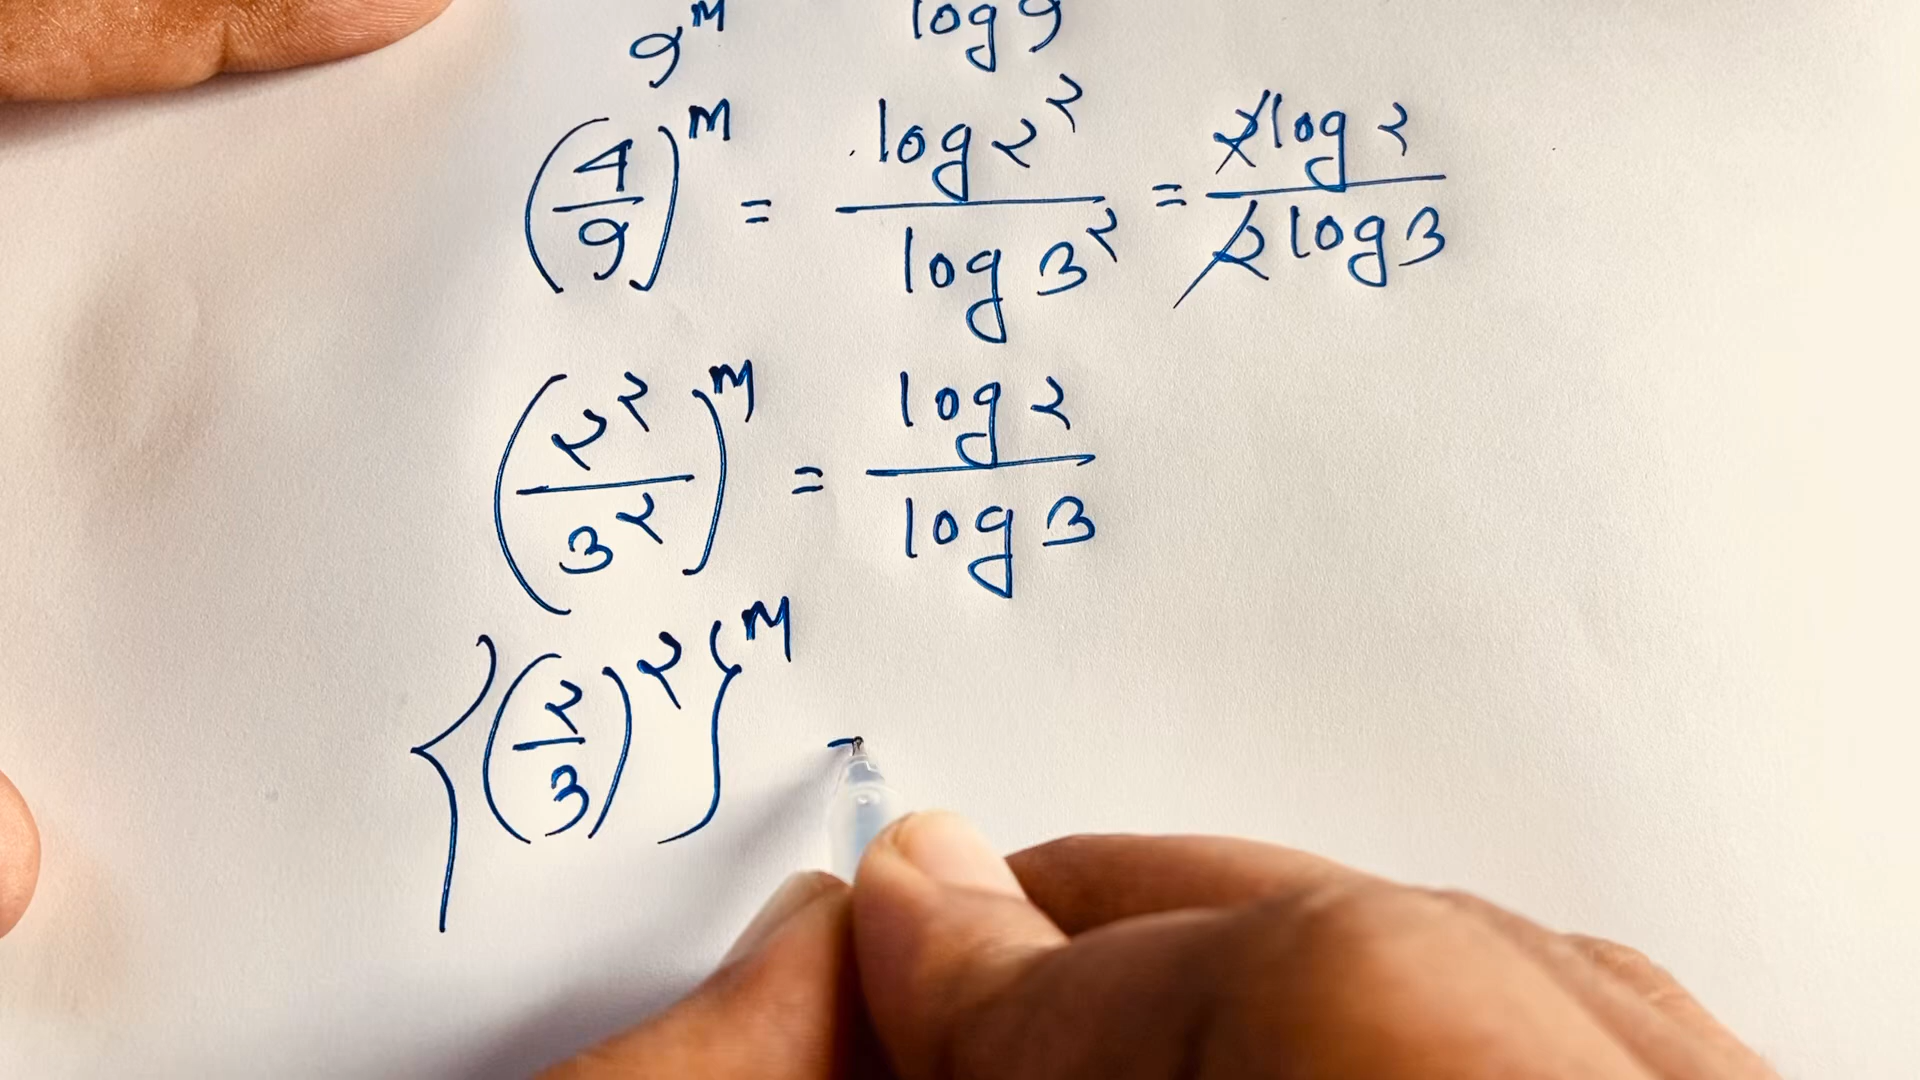 9^m log 9
(4/9)^m = log 2^2 / log 3^2 = 2 log 2 / 2 log 3
(2^2/3^2)^m = log 2 / log 3
{(2/3)^2}^m